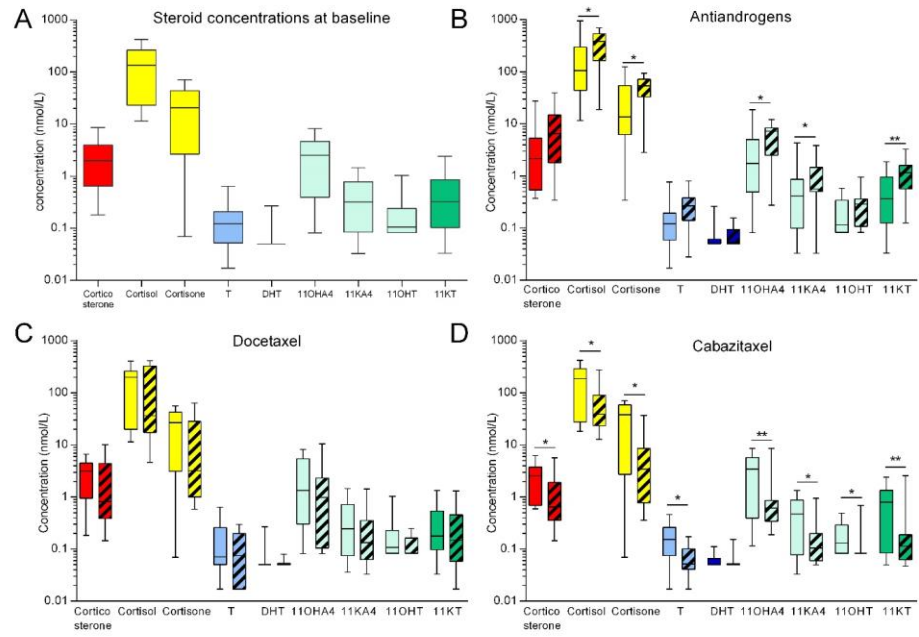 A
Steroid concentrations at baseline
concentration (nmol/L)
1000
100
10
1
0.1
0.01
Cortico
sterone
Cortisol
Cortisone
T
DHT
11OHA4
11KA4
11OHT
11KT
B
Antiandrogens
Concentration (nmol/L)
1000
100
10
1
0.1
0.01
*
*
*
*
**
Cortico
sterone
Cortisol
Cortisone
T
DHT
11OHA4
11KA4
11OHT
11KT
C
Docetaxel
Concentration (nmol/L)
1000
100
10
1
0.1
0.01
Cortico
sterone
Cortisol
Cortisone
T
DHT
11OHA4
11KA4
11OHT
11KT
D
Cabazitaxel
Concentration (nmol/L)
1000
100
10
1
0.1
0.01
*
*
*
*
**
*
*
**
Cortico
sterone
Cortisol
Cortisone
T
DHT
11OHA4
11KA4
11OHT
11KT